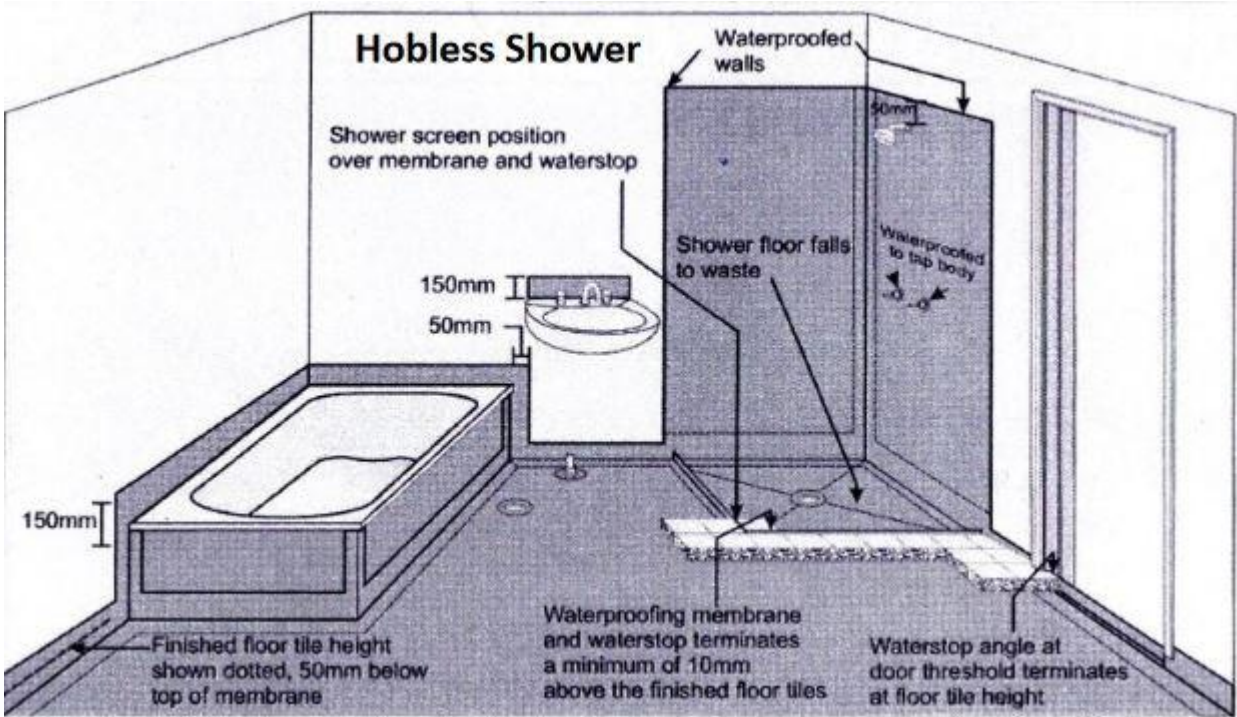 Hobless Shower
Waterproofed
walls
50mm
Shower screen position
over membrane and waterstop
Shower floor falls
to waste
Waterproofed
to tap body
150mm
50mm
150mm
Finished floor tile height
shown dotted, 50mm below
top of membrane
Waterproofing membrane
and waterstop terminates
a minimum of 10mm
above the finished floor tiles
Waterstop angle at
door threshold terminates
at floor tile height